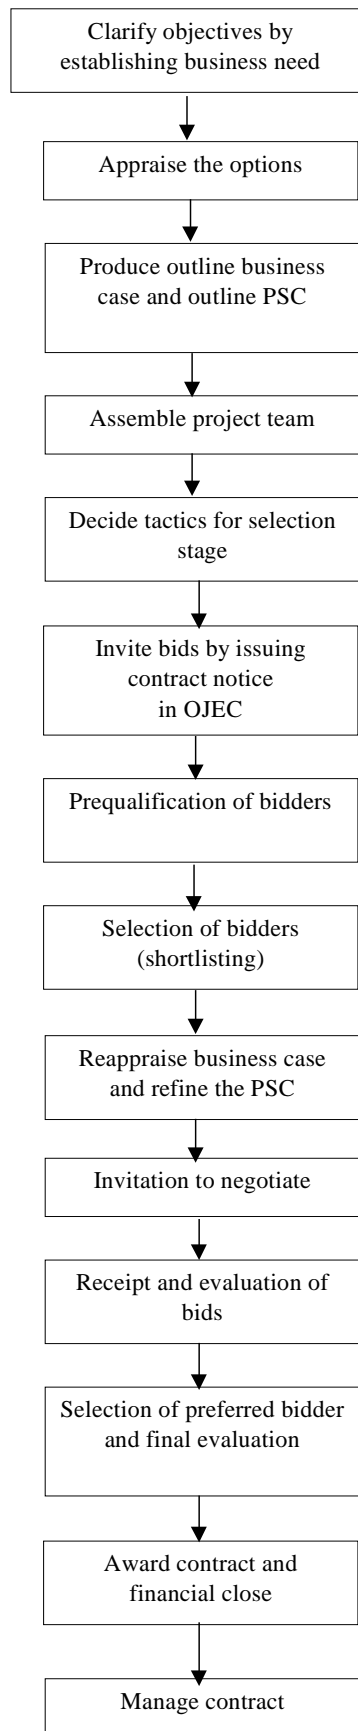 Clarify objectives by
establishing business need
Appraise the options
Produce outline business
case and outline PSC
Assemble project team
Decide tactics for selection
stage
Invite bids by issuing
contract notice
in OJEC
Prequalification of bidders
Selection of bidders
(shortlisting)
Reappraise business case
and refine the PSC
Invitation to negotiate
Receipt and evaluation of
bids
Selection of preferred bidder
and final evaluation
Award contract and
financial close
Manage contract